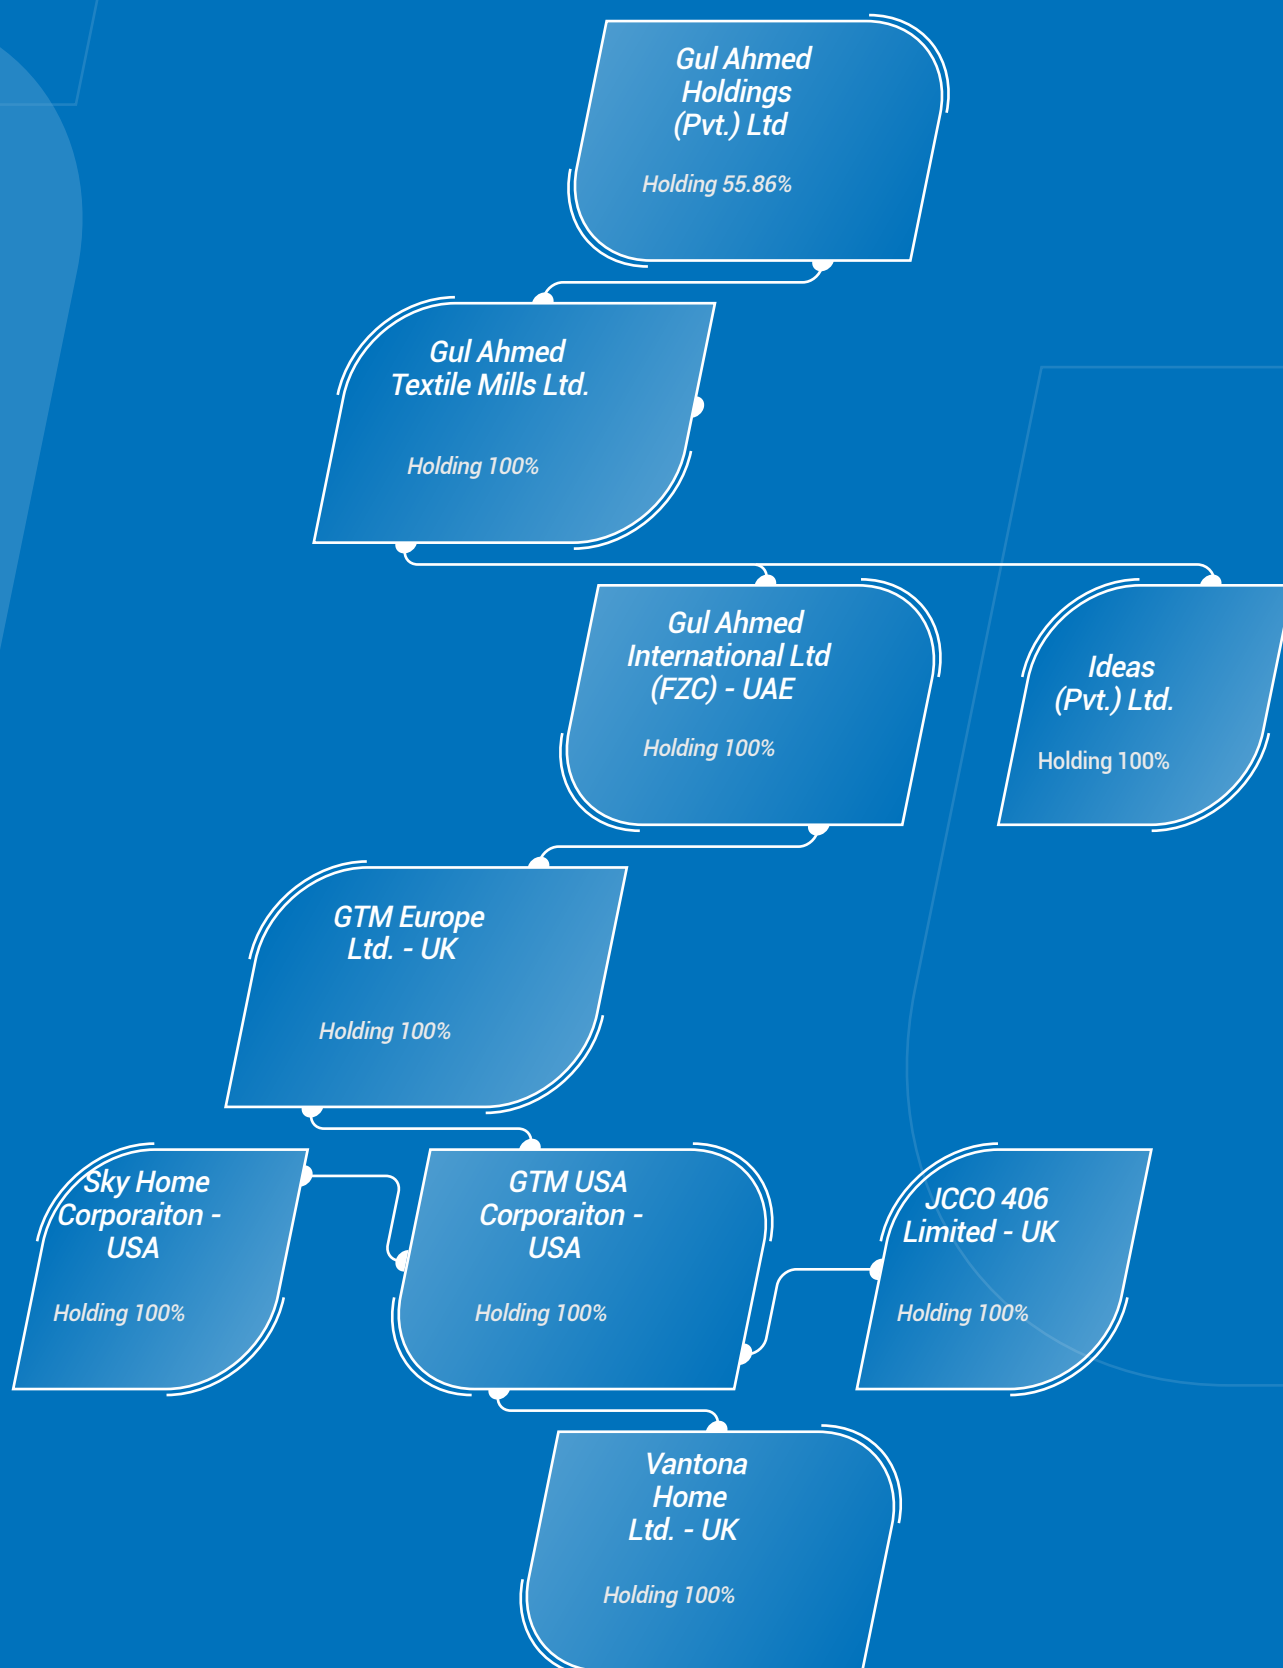 Gul Ahmed
Holdings
(Pvt.) Ltd
Holding 55.86%
Gul Ahmed
Textile Mills Ltd.
Holding 100%
Gul Ahmed
International Ltd
(FZC) - UAE
Holding 100%
Ideas
(Pvt.) Ltd.
Holding 100%
GTM Europe
Ltd. - UK
Holding 100%
Sky Home
Corporaiton -
USA
Holding 100%
GTM USA
Corporaiton -
USA
Holding 100%
JCCO 406
Limited - UK
Holding 100%
Vantona
Home
Ltd. - UK
Holding 100%